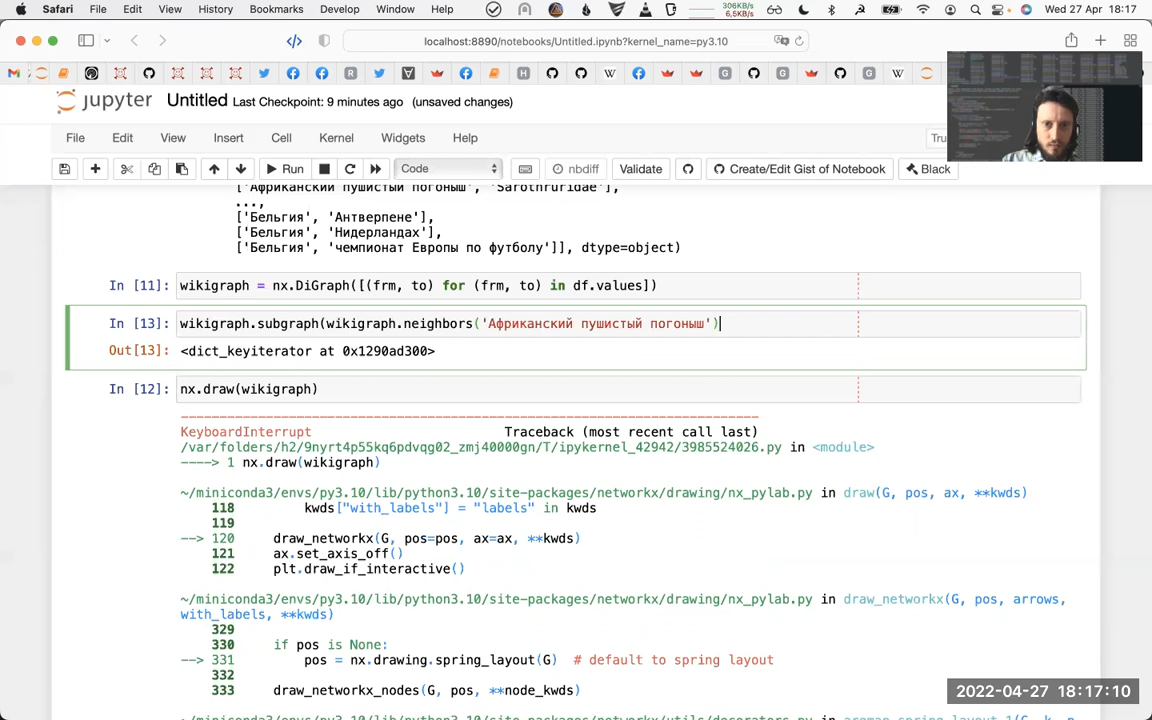 Safari File Edit View History Bookmarks Develop Window Help 306KB/s 6,5KB/s Wed 27 Apr 18:17
localhost:8890/notebooks/Untitled.ipynb?kernel_name=py3.10
jupyter Untitled Last Checkpoint: 9 minutes ago (unsaved changes)
File Edit View Insert Cell Kernel Widgets Help Tru
Run Code nbdiff Validate Create/Edit Gist of Notebook Black
['Африканский пушистый погоныш', 'Sarothruridae'],
...,
['Бельгия', 'Антверпене'],
['Бельгия', 'Нидерландах'],
['Бельгия', 'чемпионат Европы по футболу']], dtype=object)
In [11]: wikigraph = nx.DiGraph([(frm, to) for (frm, to) in df.values])
In [13]: wikigraph.subgraph(wikigraph.neighbors('Африканский пушистый погоныш')
Out[13]: <dict_keyiterator at 0x1290ad300>
In [12]: nx.draw(wikigraph)
---------------------------------------------------------------------------
KeyboardInterrupt Traceback (most recent call last)
/var/folders/h2/9nyrt4p55kq6pdvqg02_zmj40000gn/T/ipykernel_42942/3985524026.py in <module>
----> 1 nx.draw(wikigraph)
~/miniconda3/envs/py3.10/lib/python3.10/site-packages/networkx/drawing/nx_pylab.py in draw(G, pos, ax, **kwds)
118 kwds["with_labels"] = "labels" in kwds
119
--> 120 draw_networkx(G, pos=pos, ax=ax, **kwds)
121 ax.set_axis_off()
122 plt.draw_if_interactive()
~/miniconda3/envs/py3.10/lib/python3.10/site-packages/networkx/drawing/nx_pylab.py in draw_networkx(G, pos, arrows,
with_labels, **kwds)
329
330 if pos is None:
--> 331 pos = nx.drawing.spring_layout(G) # default to spring layout
332
333 draw_networkx_nodes(G, pos, **node_kwds)
2022-04-27 18:17:10